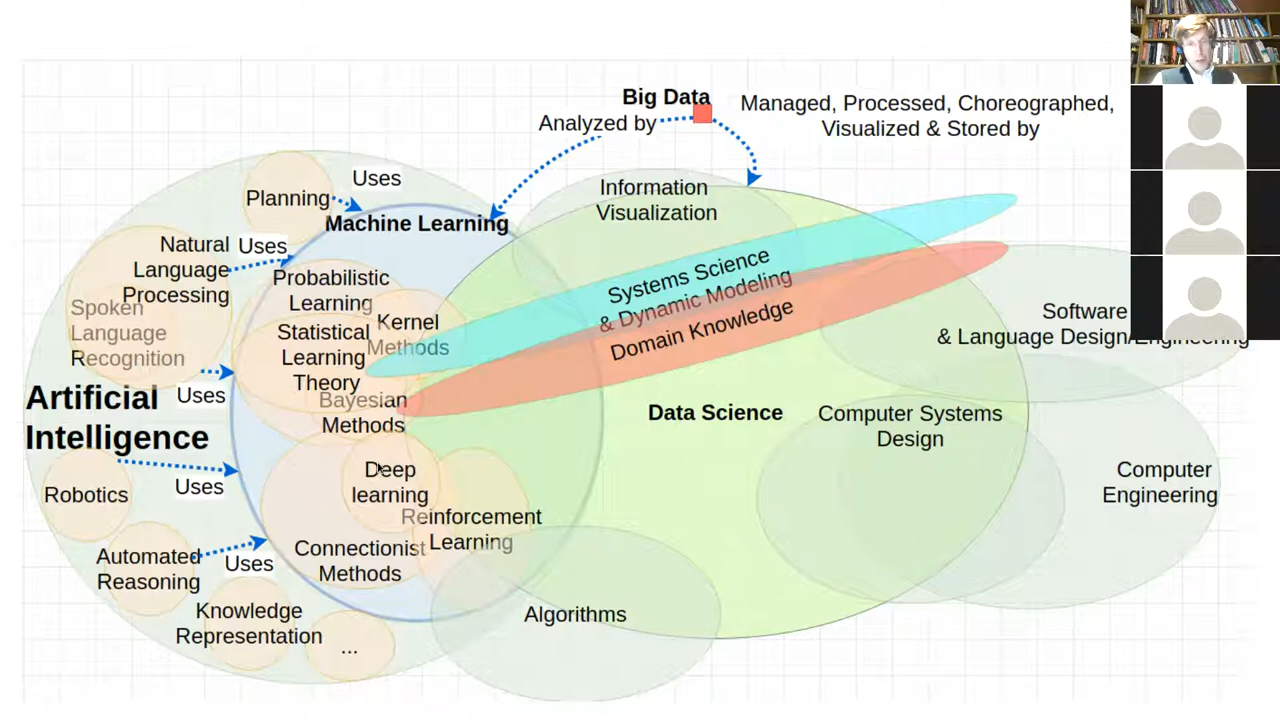 Big Data
Analyzed by
Managed, Processed, Choreographed,
Visualized & Stored by
Planning
Uses
Information
Visualization
Machine Learning
Natural
Language
Processing
Uses
Probabilistic
Learning
Systems Science
& Dynamic Modeling
Domain Knowledge
Spoken
Language
Recognition
Kernel
Methods
Statistical
Learning
Theory
Software
& Language Design/Engineering
Uses
Bayesian
Methods
Artificial
Intelligence
Data Science
Computer Systems
Design
Uses
Robotics
Deep
learning
Computer
Engineering
Reinforcement
Learning
Automated
Reasoning
Uses
Connectionist
Methods
Knowledge
Representation
Algorithms
...